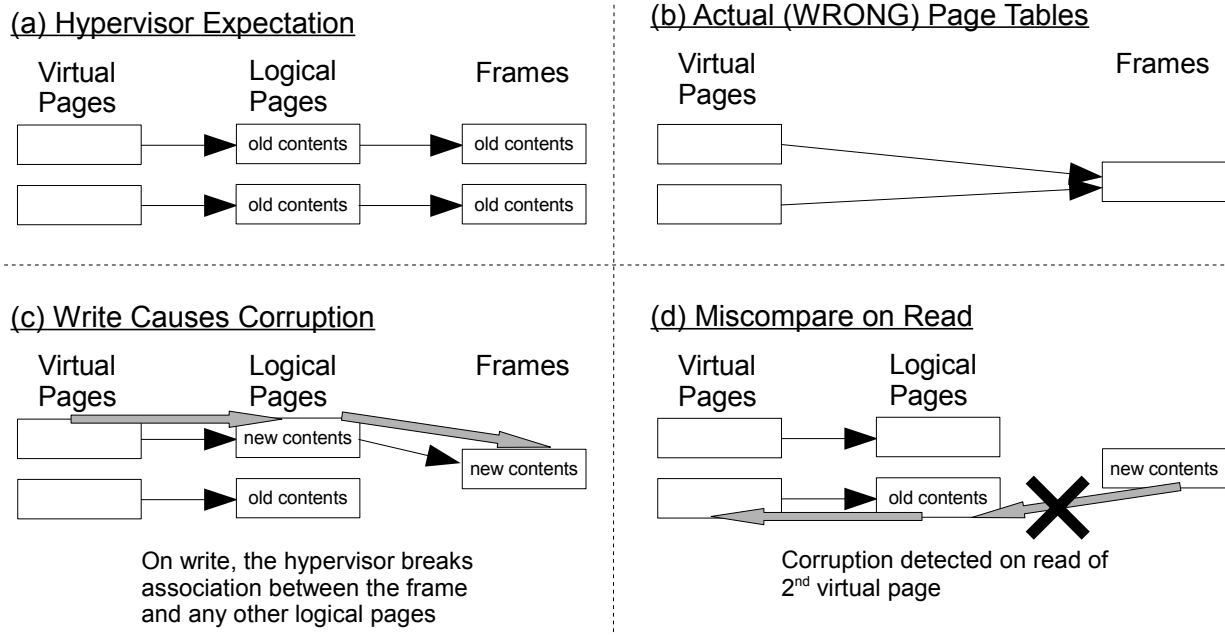 (a) Hypervisor Expectation
Virtual
Pages
Logical
Pages
Frames
old contents
old contents
old contents
old contents
(b) Actual (WRONG) Page Tables
Virtual
Pages
Frames
(c) Write Causes Corruption
Virtual
Pages
Logical
Pages
Frames
new contents
new contents
old contents
On write, the hypervisor breaks
association between the frame
and any other logical pages
(d) Miscompare on Read
Virtual
Pages
Logical
Pages
new contents
old contents
Corruption detected on read of
2nd virtual page